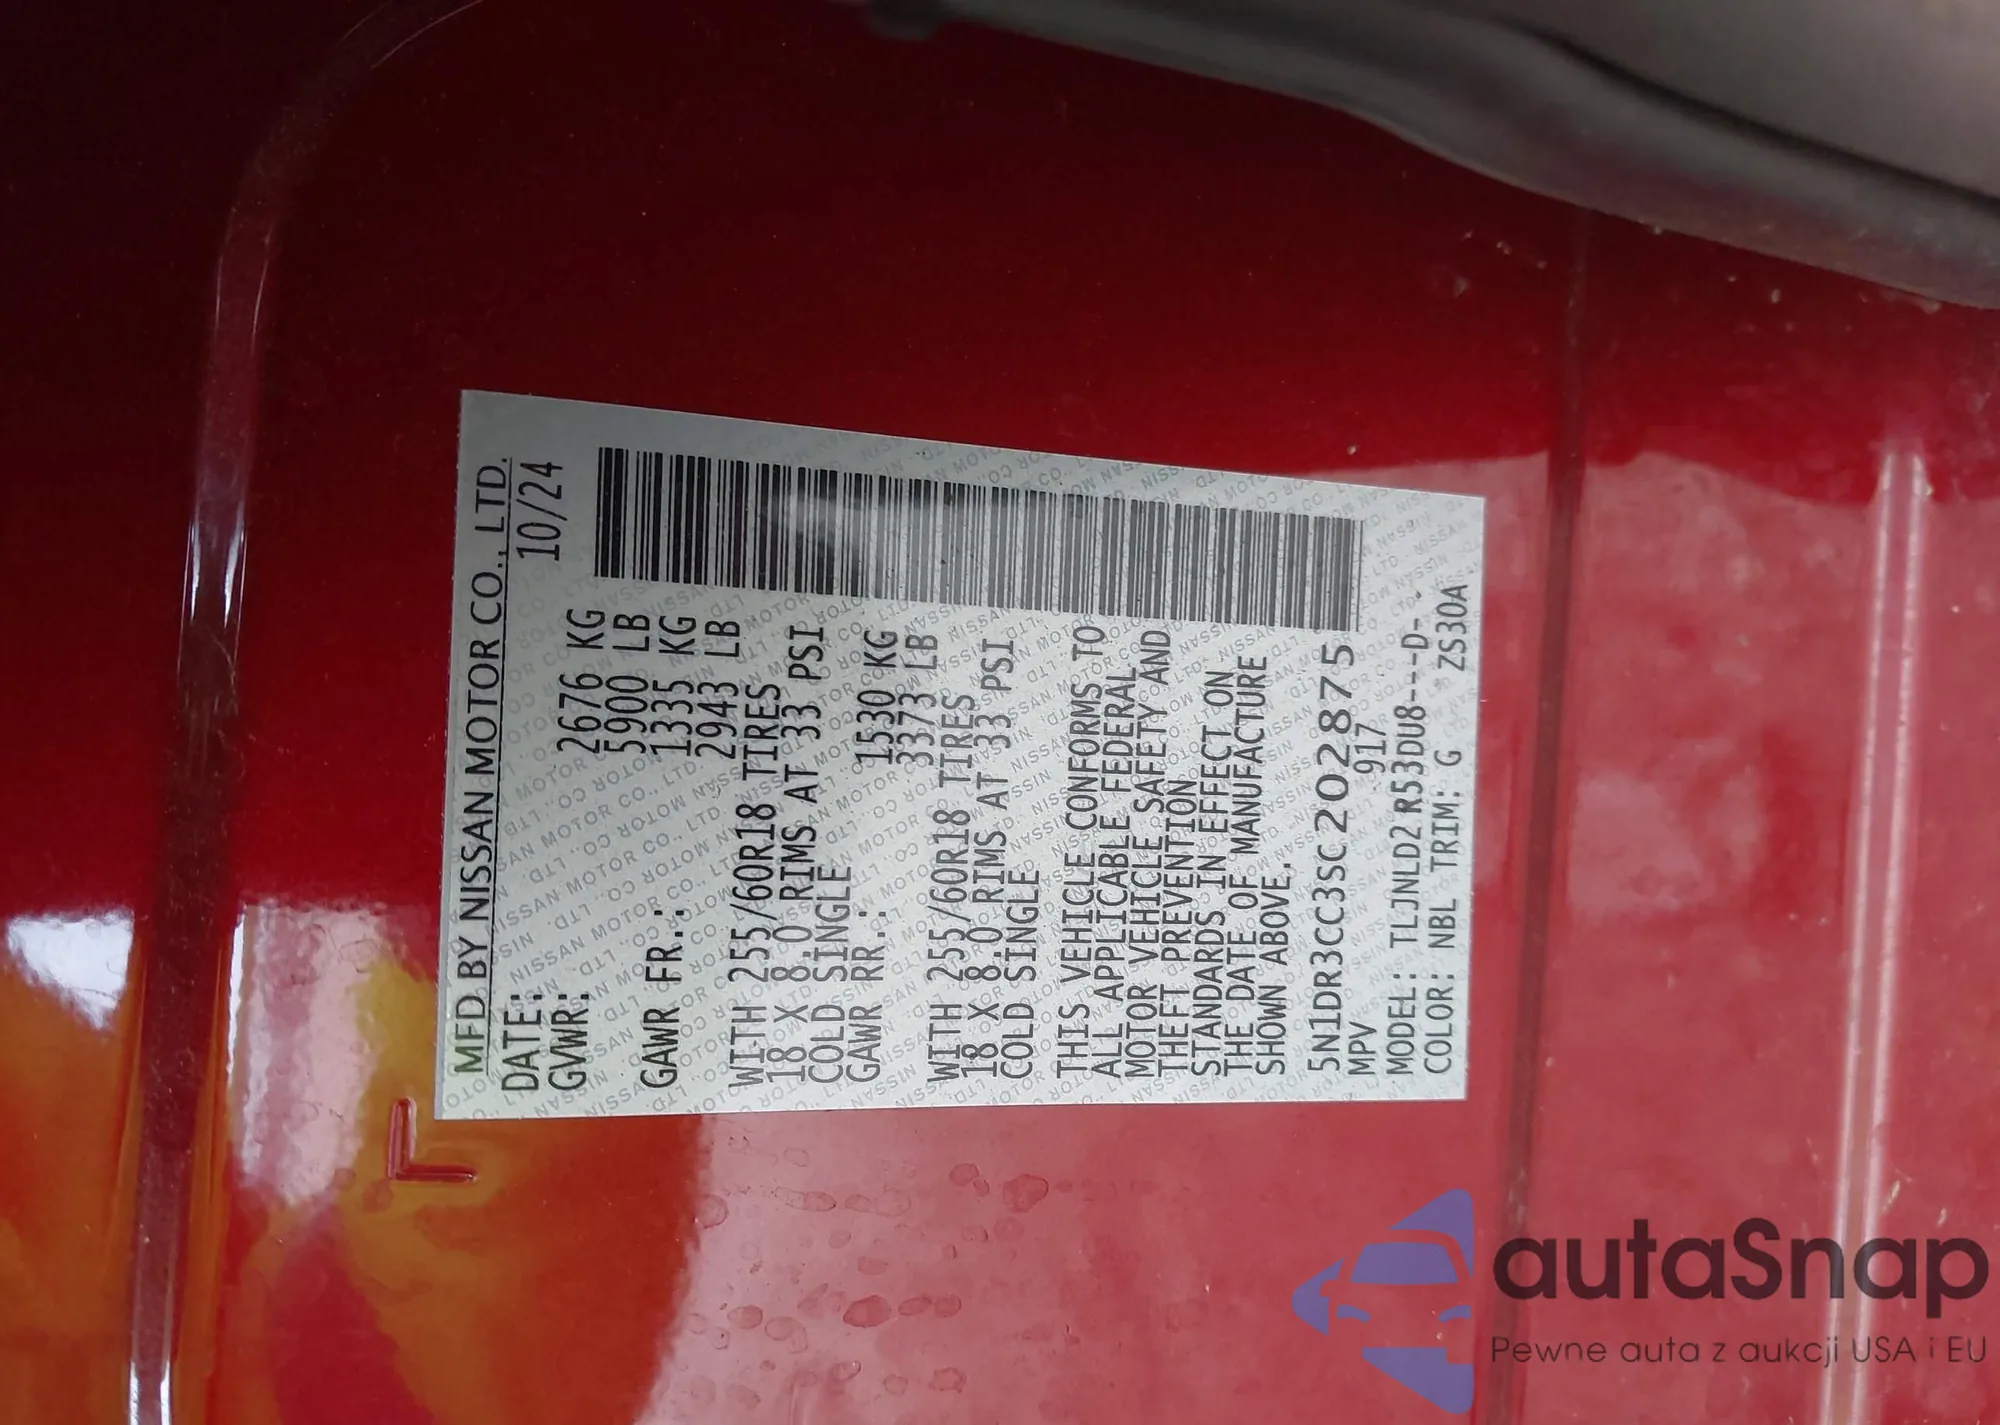 MFD BY NISSAN MOTOR CO., LTD.
DATE: 10/24
GVWR: 2676 KG
5900 LB
GAWR FR.: 1335 KG
2943 LB
WITH 255/60R18 TIRES
18 X 8.0 RIMS AT 33 PSI
COLD SINGLE
GAWR RR.: 1530 KG
3373 LB
WITH 255/60R18 TIRES
18 X 8.0 RIMS AT 33 PSI
COLD SINGLE
THIS VEHICLE CONFORMS TO
ALL APPLICABLE FEDERAL
MOTOR VEHICLE SAFETY AND
THEFT PREVENTION
STANDARDS IN EFFECT ON
THE DATE OF MANUFACTURE
SHOWN ABOVE.
5N1DR3CC3SC202875
MPV 917
MODEL: TLJNLD2 R53DU8---D-
COLOR: NBL TRIM: G ZS30A
L
autaSnap
Pewne auta z aukcji USA i EU